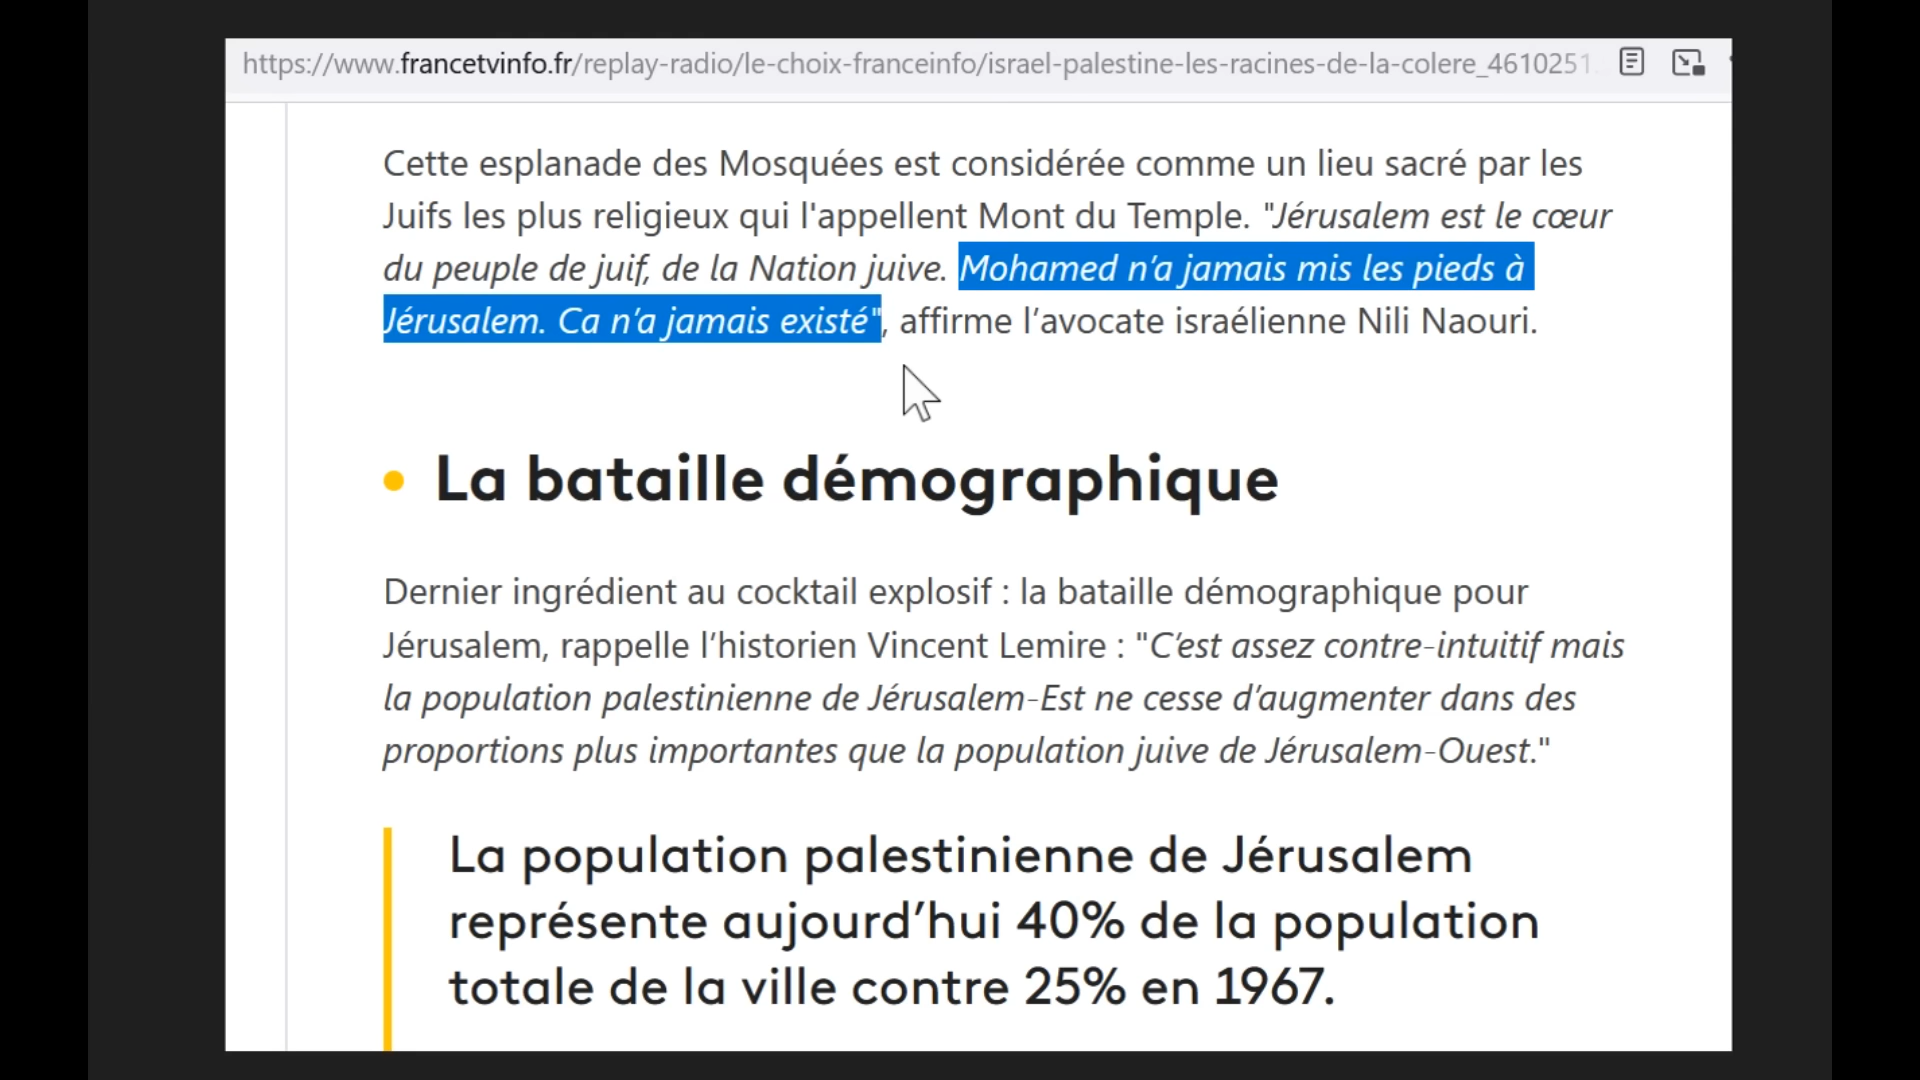 https://www.francetvinfo.fr/replay-radio/le-choix-franceinfo/israel-palestine-les-racines-de-la-colere_4610251
Cette esplanade des Mosquées est considérée comme un lieu sacré par les
Juifs les plus religieux qui l'appellent Mont du Temple. "Jérusalem est le cœur
du peuple de juif, de la Nation juive. Mohamed n’a jamais mis les pieds à
Jérusalem. Ca n’a jamais existé", affirme l’avocate israélienne Nili Naouri.
• La bataille démographique
Dernier ingrédient au cocktail explosif : la bataille démographique pour
Jérusalem, rappelle l’historien Vincent Lemire : "C’est assez contre-intuitif mais
la population palestinienne de Jérusalem-Est ne cesse d’augmenter dans des
proportions plus importantes que la population juive de Jérusalem-Ouest."
La population palestinienne de Jérusalem
représente aujourd’hui 40% de la population
totale de la ville contre 25% en 1967.